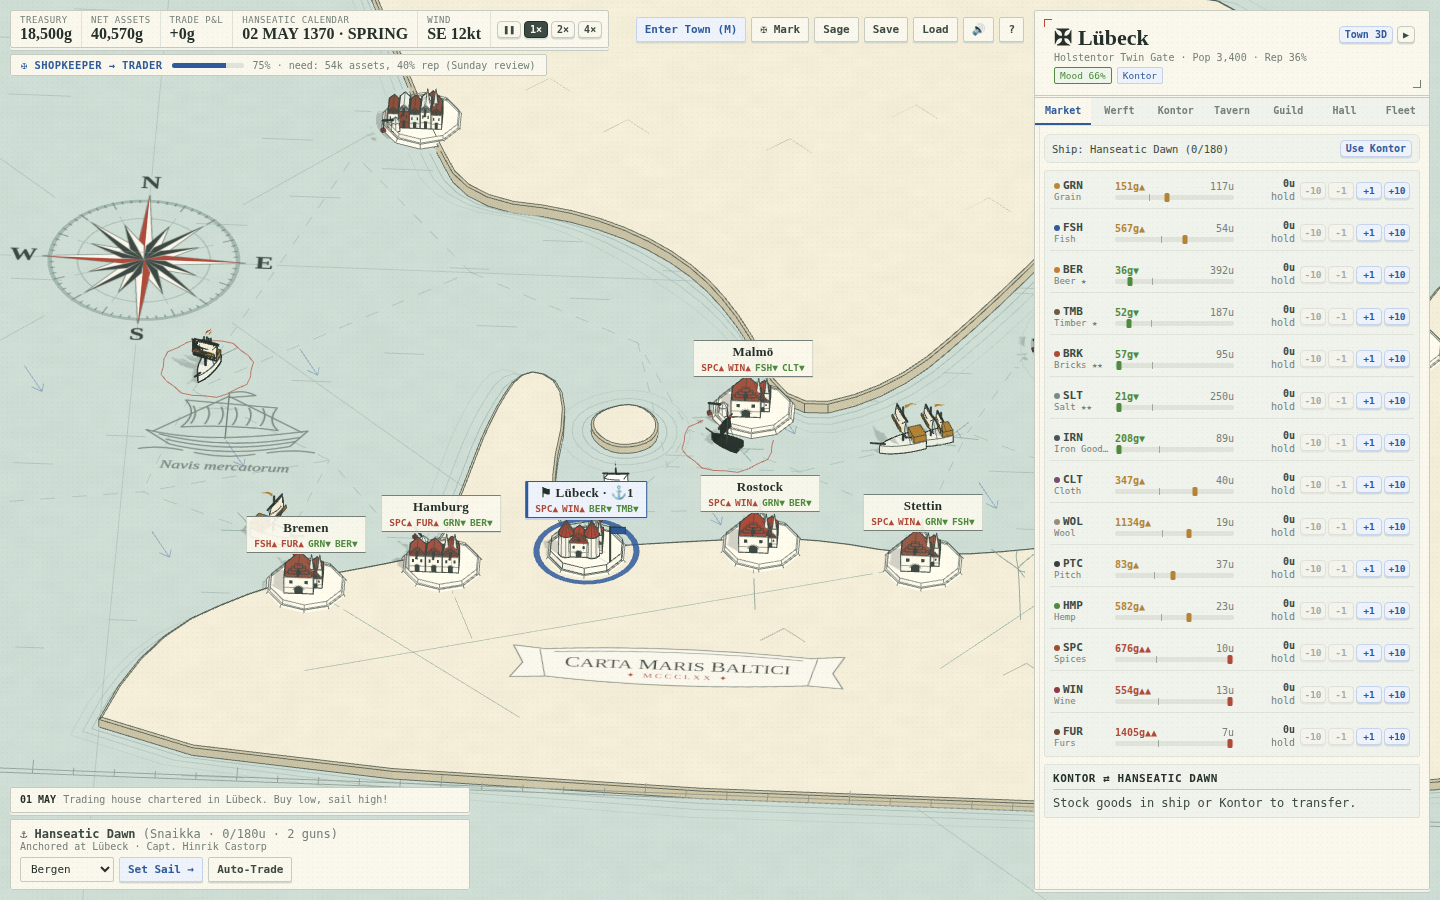 TREASURY
18,500g
NET ASSETS
40,570g
TRADE P&L
+0g
HANSEATIC CALENDAR
02 MAY 1370 · SPRING
WIND
SE 12kt
❚❚ 1× 2× 4×
Enter Town (M)
✠ Mark
Sage
Save
Load
🔊
?
✠ SHOPKEEPER → TRADER 75% · need: 54k assets, 40% rep (Sunday review)
N
W
E
S
Navis mercatorum
Malmö
SPC▲ WIN▲ FSH▼ CLT▼
Bremen
FSH▲ FUR▲ GRN▼ BER▼
Hamburg
SPC▲ FUR▲ GRN▼ BER▼
⚑ Lübeck · ⚓1
SPC▲ WIN▲ BER▼ TMB▼
Rostock
SPC▲ WIN▲ GRN▼ BER▼
Stettin
SPC▲ WIN▲ GRN▼ FSH▼
CARTA MARIS BALTICI
✦ MCCCLXX ✦
01 MAY Trading house chartered in Lübeck. Buy low, sail high!
⚓ Hanseatic Dawn (Snaikka · 0/180u · 2 guns)
Anchored at Lübeck · Capt. Hinrik Castorp
Bergen
Set Sail →
Auto-Trade
✠ Lübeck
Town 3D ▶
Holstentor Twin Gate · Pop 3,400 · Rep 36%
Mood 66% Kontor
Market Werft Kontor Tavern Guild Hall Fleet
Ship: Hanseatic Dawn (0/180)
Use Kontor
GRN 151g▲ 117u 0u -10 -1 +1 +10
Grain hold
FSH 567g▲ 54u 0u -10 -1 +1 +10
Fish hold
BER 36g▼ 392u 0u -10 -1 +1 +10
Beer ★ hold
TMB 52g▼ 187u 0u -10 -1 +1 +10
Timber ★ hold
BRK 57g▼ 95u 0u -10 -1 +1 +10
Bricks ★★ hold
SLT 21g▼ 250u 0u -10 -1 +1 +10
Salt ★★ hold
IRN 208g▼ 89u 0u -10 -1 +1 +10
Iron Good… hold
CLT 347g▲ 40u 0u -10 -1 +1 +10
Cloth hold
WOL 1134g▲ 19u 0u -10 -1 +1 +10
Wool hold
PTC 83g▲ 37u 0u -10 -1 +1 +10
Pitch hold
HMP 582g▲ 23u 0u -10 -1 +1 +10
Hemp hold
SPC 676g▲▲ 10u 0u -10 -1 +1 +10
Spices hold
WIN 554g▲▲ 13u 0u -10 -1 +1 +10
Wine hold
FUR 1405g▲▲ 7u 0u -10 -1 +1 +10
Furs hold
KONTOR ⇄ HANSEATIC DAWN
Stock goods in ship or Kontor to transfer.